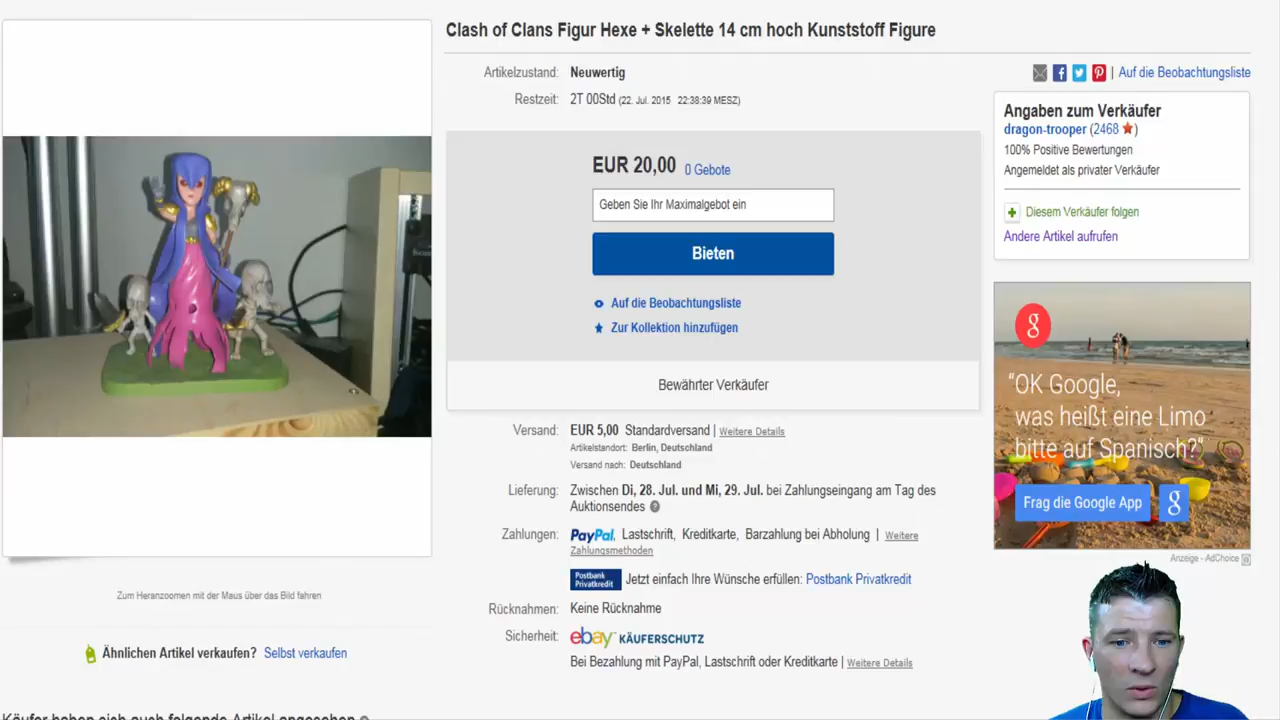 Clash of Clans Figur Hexe + Skelette 14 cm hoch Kunststoff Figure
Artikelzustand: Neuwertig
Restzeit: 2T 00Std (22. Jul. 2015 22:38:39 MESZ)
| Auf die Beobachtungsliste
EUR 20,00 0 Gebote
Geben Sie Ihr Maximalgebot ein
Bieten
Auf die Beobachtungsliste
Zur Kollektion hinzufügen
Bewährter Verkäufer
Angaben zum Verkäufer
dragon-trooper (2468)
100% Positive Bewertungen
Angemeldet als privater Verkäufer
Diesem Verkäufer folgen
Andere Artikel aufrufen
"OK Google,
was heißt eine Limo
bitte auf Spanisch?"
Frag die Google App
Anzeige - AdChoice
Versand: EUR 5,00 Standardversand | Weitere Details
Artikelstandort: Berlin, Deutschland
Versand nach: Deutschland
Lieferung: Zwischen Di, 28. Jul. und Mi, 29. Jul. bei Zahlungseingang am Tag des
Auktionsendes
Zahlungen: PayPal, Lastschrift, Kreditkarte, Barzahlung bei Abholung | Weitere
Zahlungsmethoden
Postbank
Privatkredit
Jetzt einfach Ihre Wünsche erfüllen: Postbank Privatkredit
Rücknahmen: Keine Rücknahme
Sicherheit: ebay KÄUFERSCHUTZ
Bei Bezahlung mit PayPal, Lastschrift oder Kreditkarte | Weitere Details
Zum Heranzoomen mit der Maus über das Bild fahren
Ähnlichen Artikel verkaufen? Selbst verkaufen
Käufer haben sich auch folgende Artikel angesehen